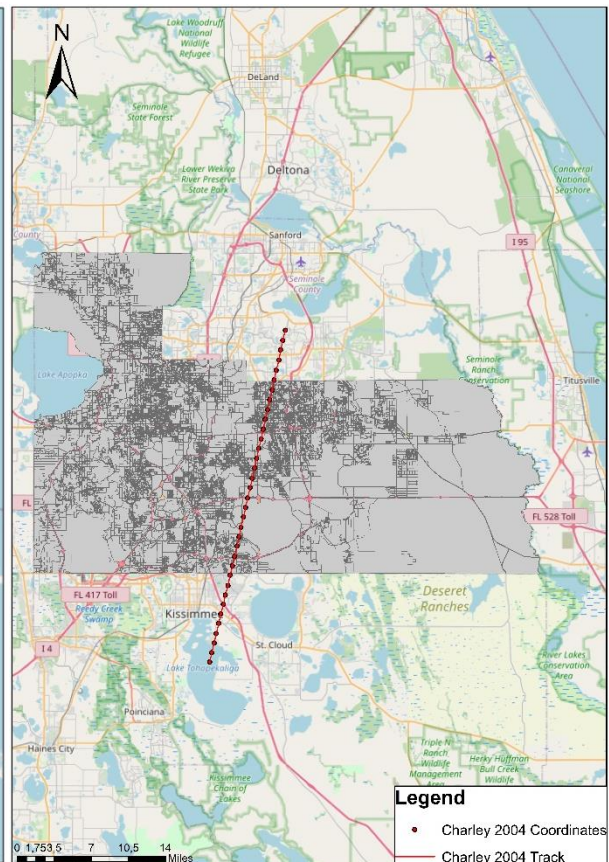 Lake Woodruff
National
Wildlife
Refuge
N
DeLand
Seminole
State Forest
Lower Wekiva
River Preserve
State Park
Deltona
Canaveral
National
Seashore
County
Sanford
I 95
Seminole
County
Lake Apopka
Seminole
Ranch
Conservation
Titusville
FL
FL 528 Toll
FL 417 Toll
Reedy Creek
Swamp
Kissimmee
Deseret
Ranches
I 4
St. Cloud
Lake Tohopekaliga
River Lakes
Conservation
Area
Poinciana
Haines City
Triple N
Ranch
Wildlife
Management
Area
Herky Huffman
Bull Creek
Wildlife
Kissimmee
Chain of
Lakes
Legend
Charley 2004 Coordinates
Charley 2004 Track
0 1,753,5 7 10,5 14
Miles